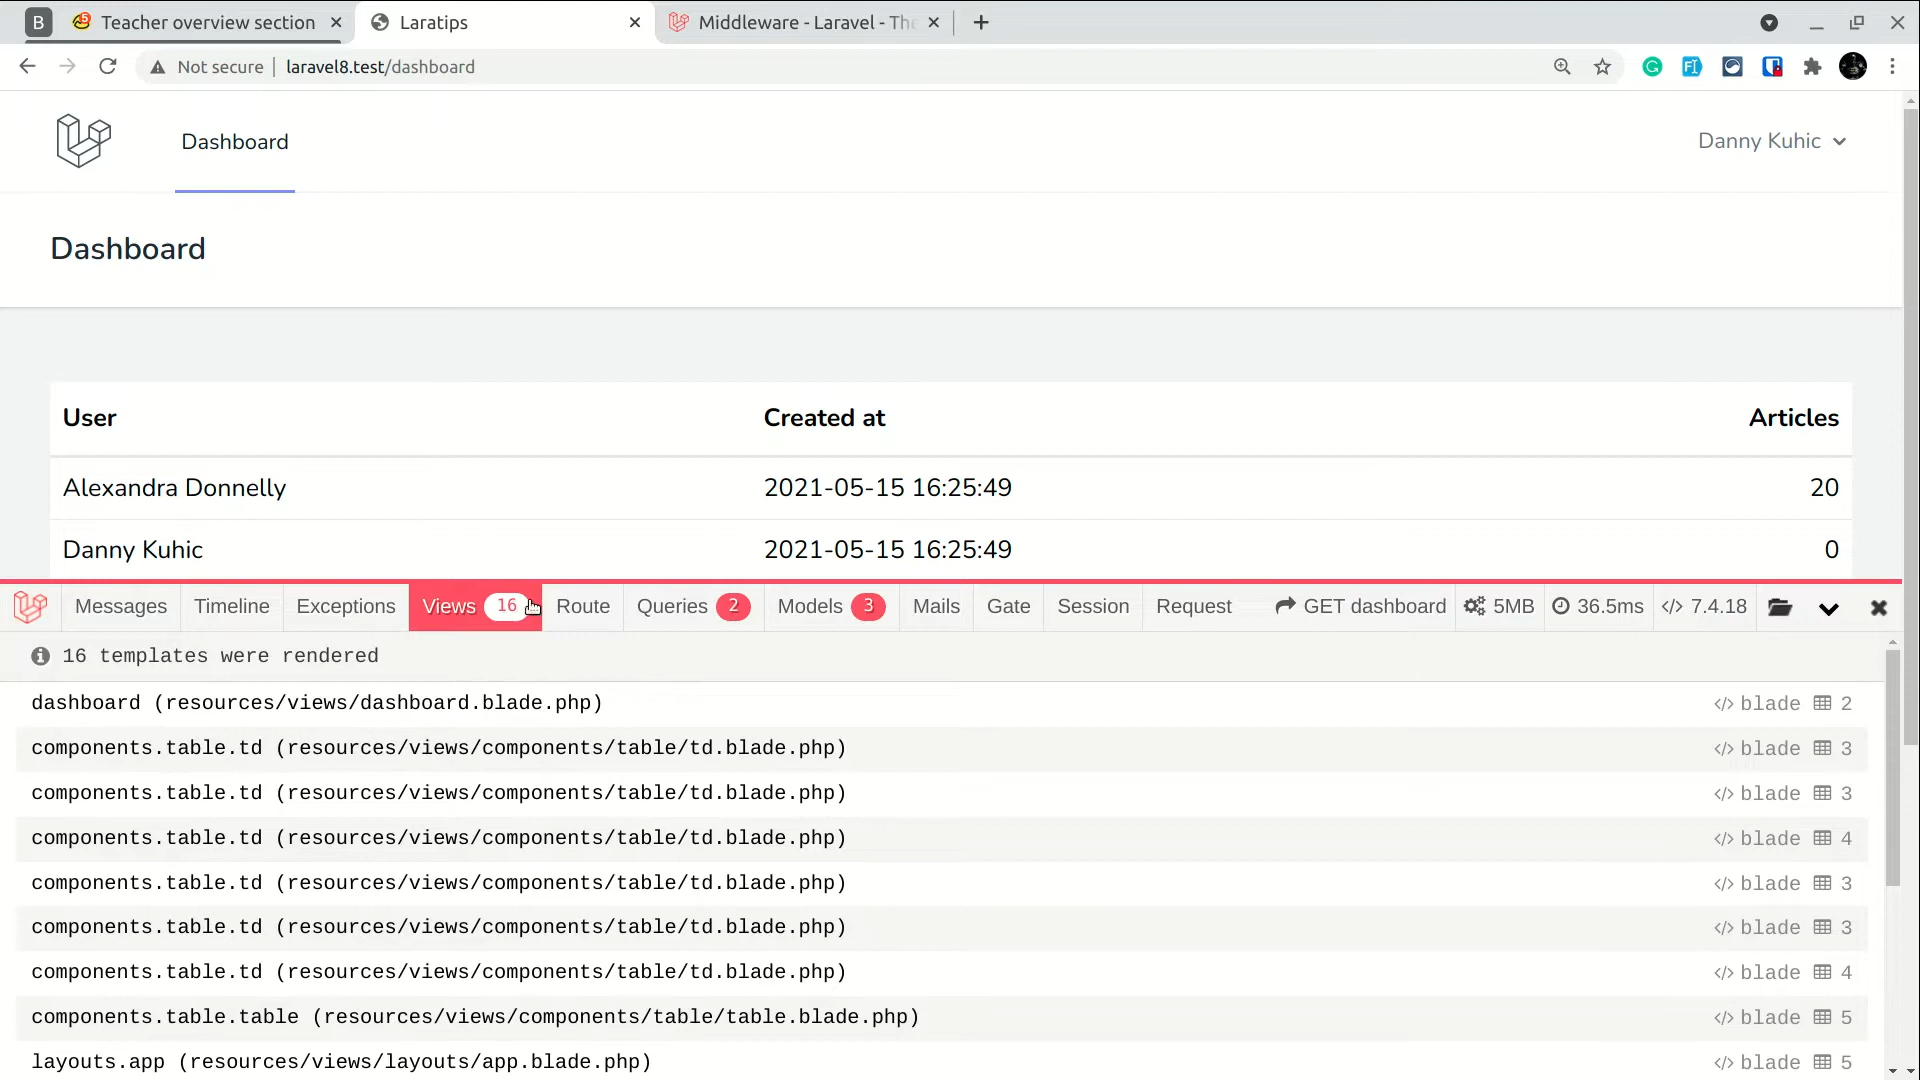 B Teacher overview section Laratips Middleware - Laravel - Th
Not secure laravel8.test/dashboard
Dashboard Danny Kuhic
Dashboard
User Created at Articles
Alexandra Donnelly 2021-05-15 16:25:49 20
Danny Kuhic 2021-05-15 16:25:49 0
Messages Timeline Exceptions Views 16 Route Queries 2 Models 3 Mails Gate Session Request GET dashboard 5MB 36.5ms </> 7.4.18
16 templates were rendered
dashboard (resources/views/dashboard.blade.php) </> blade 2
components.table.td (resources/views/components/table/td.blade.php) </> blade 3
components.table.td (resources/views/components/table/td.blade.php) </> blade 3
components.table.td (resources/views/components/table/td.blade.php) </> blade 4
components.table.td (resources/views/components/table/td.blade.php) </> blade 3
components.table.td (resources/views/components/table/td.blade.php) </> blade 3
components.table.td (resources/views/components/table/td.blade.php) </> blade 4
components.table.table (resources/views/components/table/table.blade.php) </> blade 5
layouts.app (resources/views/layouts/app.blade.php) </> blade 5